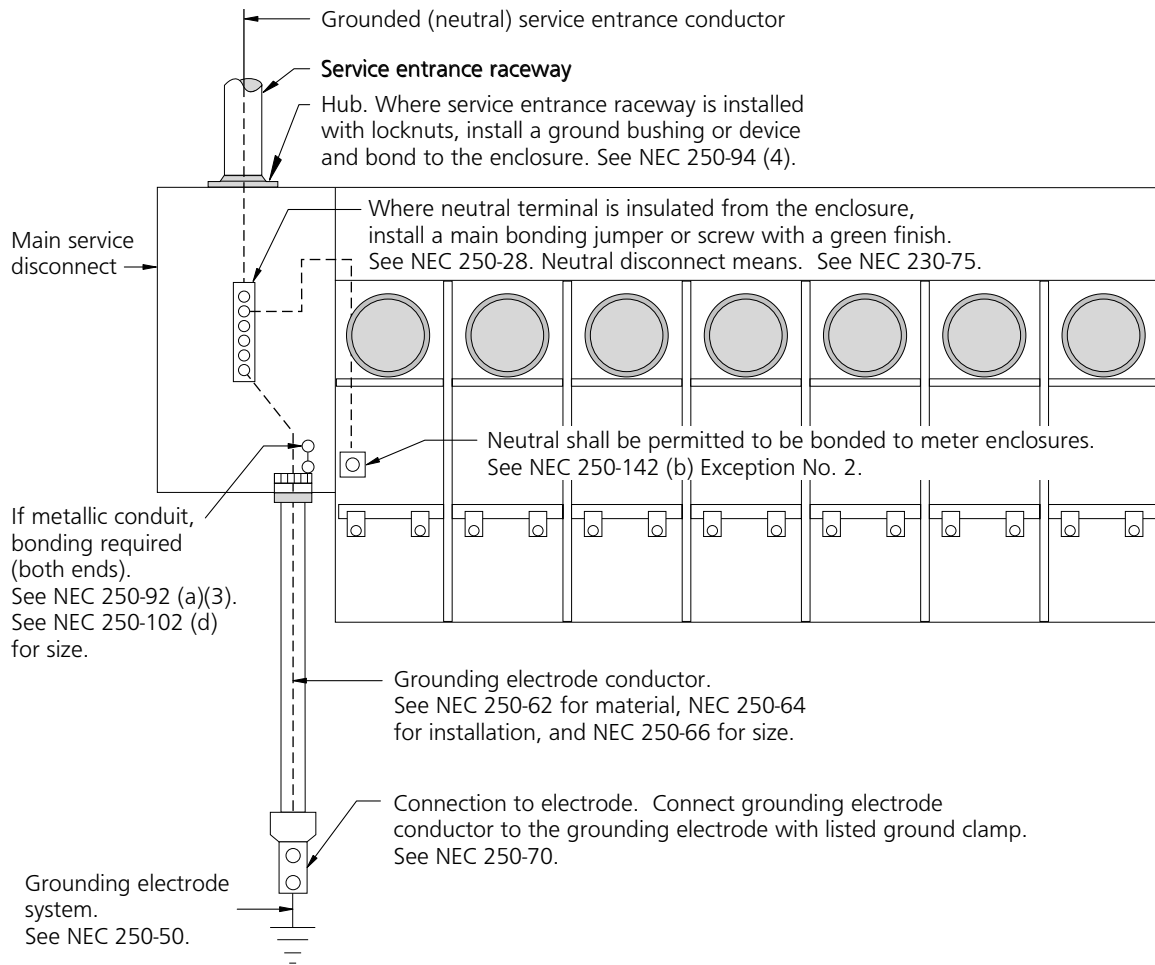 Grounded (neutral) service entrance conductor
Service entrance raceway
Hub. Where service entrance raceway is installed
with locknuts, install a ground bushing or device
and bond to the enclosure. See NEC 250-94 (4).
Main service
disconnect
Where neutral terminal is insulated from the enclosure,
install a main bonding jumper or screw with a green finish.
See NEC 250-28. Neutral disconnect means. See NEC 230-75.
Neutral shall be permitted to be bonded to meter enclosures.
See NEC 250-142 (b) Exception No. 2.
If metallic conduit,
bonding required
(both ends).
See NEC 250-92 (a)(3).
See NEC 250-102 (d)
for size.
Grounding electrode conductor.
See NEC 250-62 for material, NEC 250-64
for installation, and NEC 250-66 for size.
Connection to electrode. Connect grounding electrode
conductor to the grounding electrode with listed ground clamp.
See NEC 250-70.
Grounding electrode
system.
See NEC 250-50.